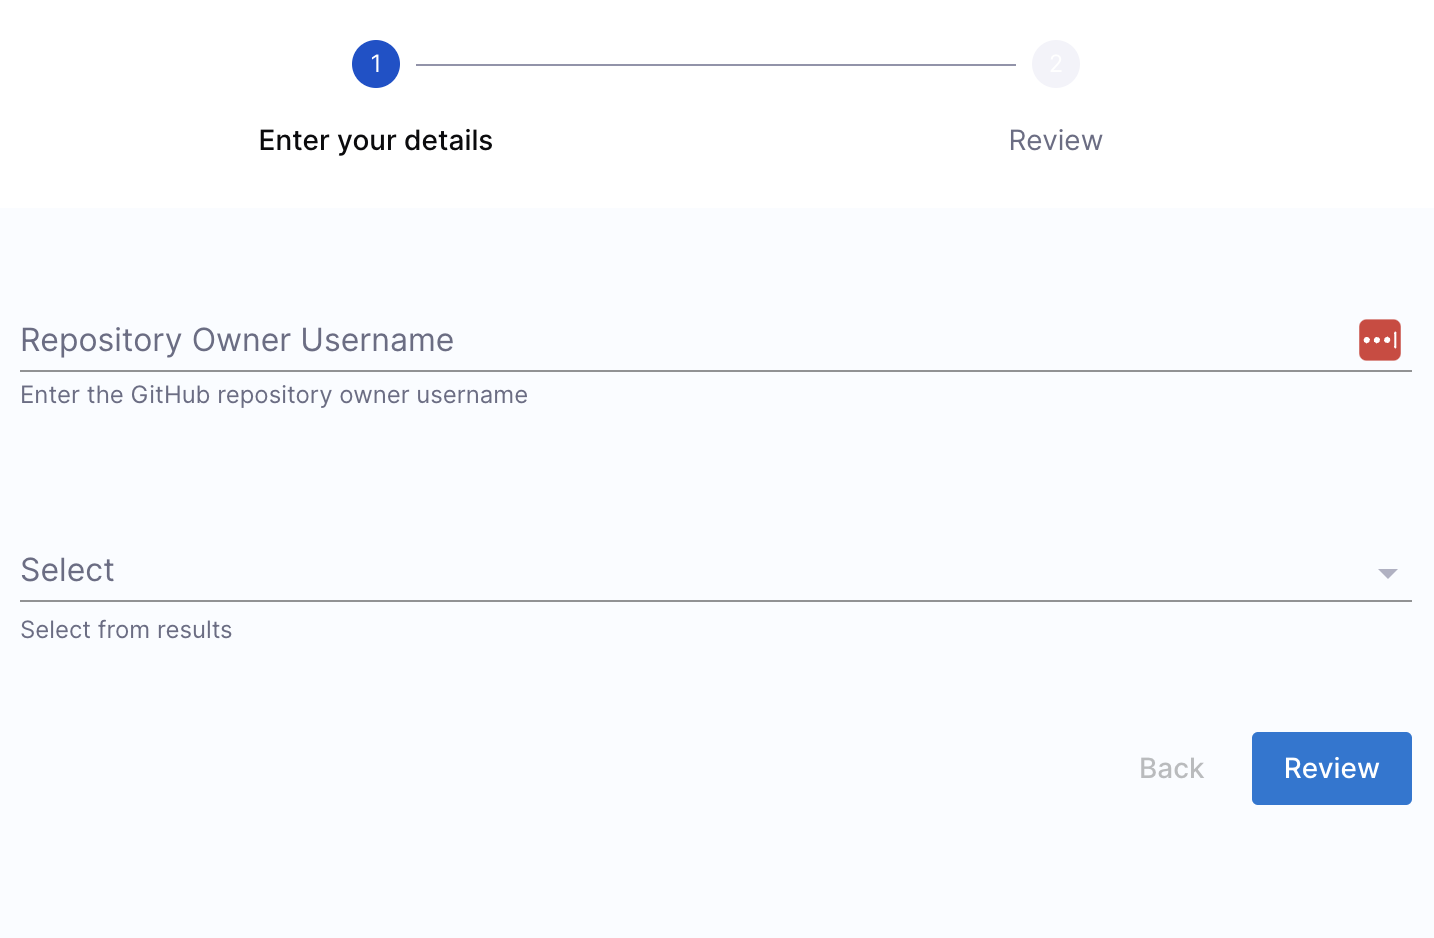 1
2
Enter your details
Review
Repository Owner Username
Enter the GitHub repository owner username
Select
Select from results
Back
Review